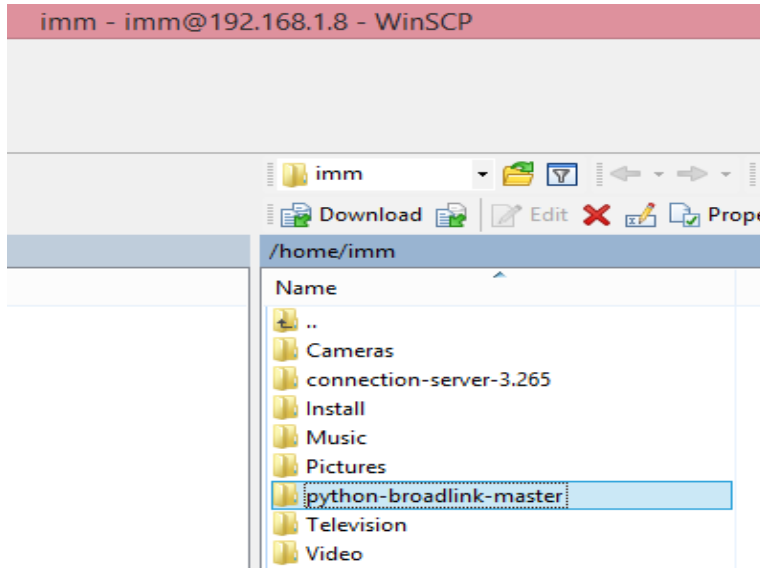 imm - imm@192.168.1.8 - WinSCP
imm
Download Edit Prope
/home/imm
Name
..
Cameras
connection-server-3.265
Install
Music
Pictures
python-broadlink-master
Television
Video